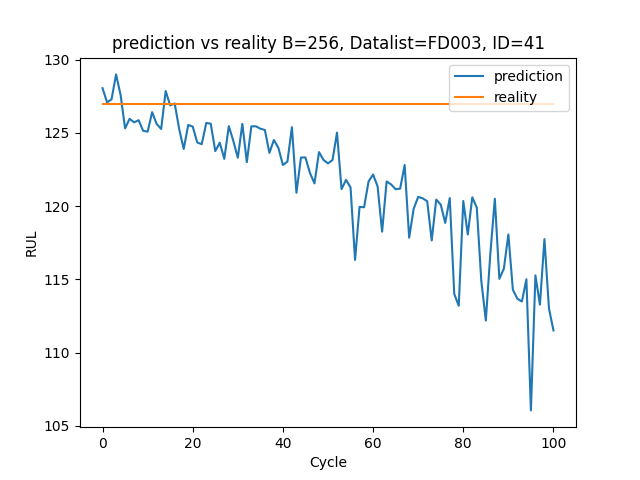 prediction vs reality B=256, Datalist=FD003, ID=41
130
125
120
115
110
105
RUL
prediction
reality
0 20 40 60 80 100
Cycle